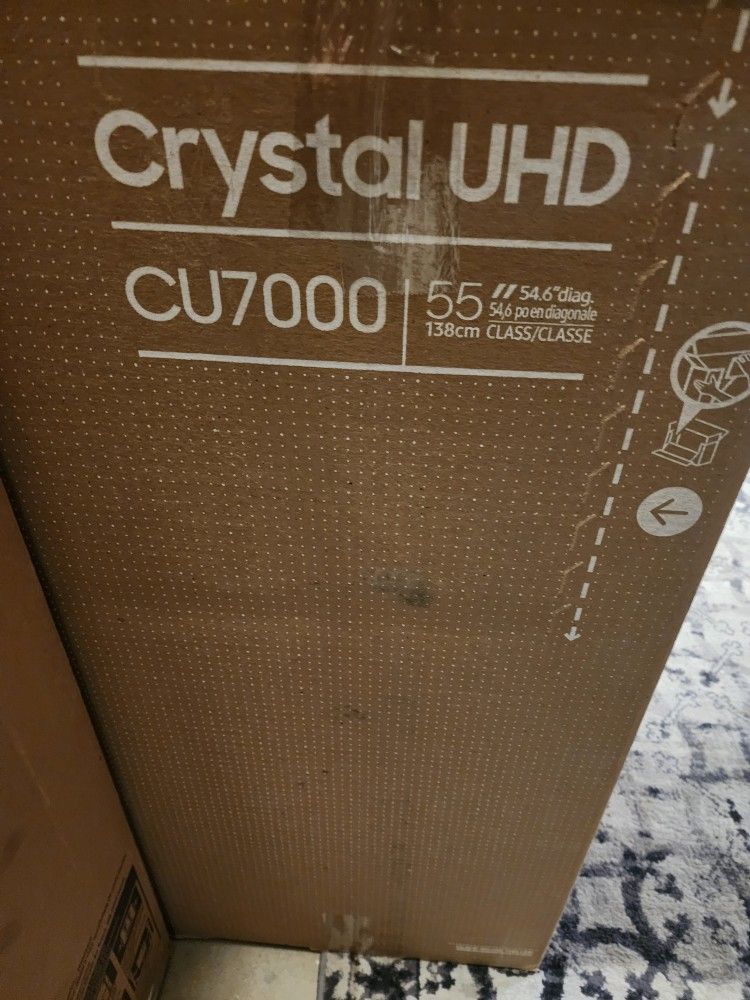 Crystal UHD
CU7000
55" 54.6"diag.
54,6 po en diagonale
138cm CLASS/CLASSE